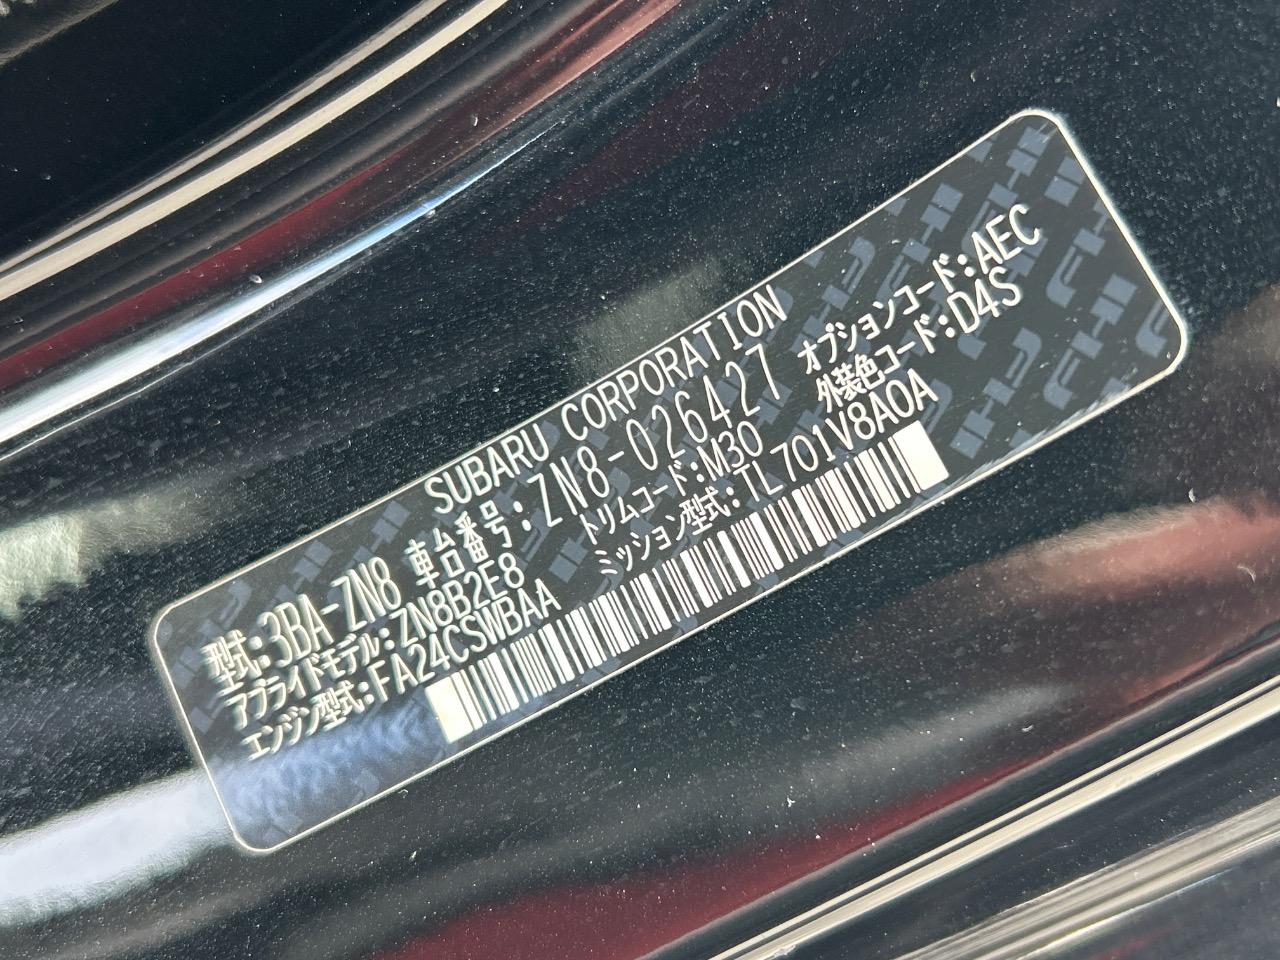 SUBARU CORPORATION
型式:3BA-ZN8 車台番号:ZN8-026427 オプションコード:AEC
アプライドモデル:ZN8B2E8 トリムコード:M30 外装色コード:D4S
エンジン型式:FA24CSWBAA ミッション型式:TL701V8A0A